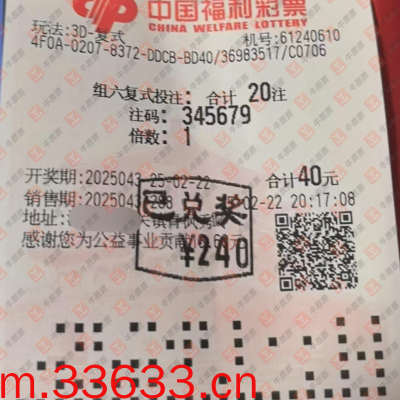 中国福利彩票
CHINA WELFARE LOTTERY
玩法:3D-复式 机号:61240610
4F0A-0207-8372-DDCB-BD40/36983517/C0706
组六复式投注: 合计 20注
注码: 345679
倍数: 1
开奖期:2025043 25-02-22 合计40元
销售期:2025043 02-22 20:17:08
地址:
感谢您为公益事业贡献 元
已兑奖
¥240
m.33633.cn